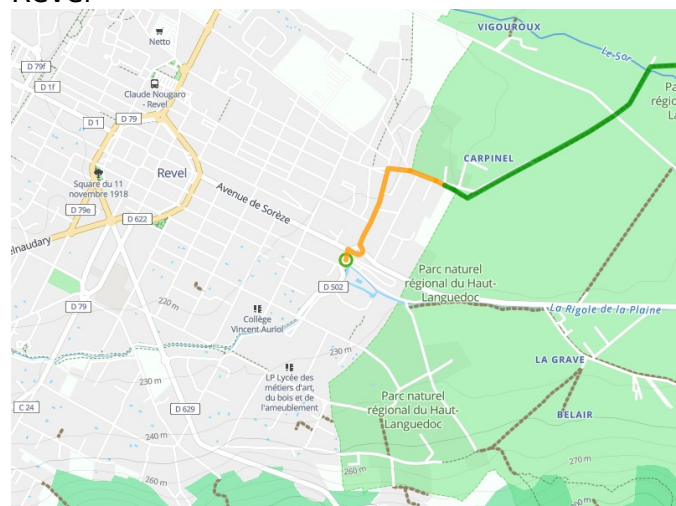 Revel
VIGOUROUX
Netto
Le Sor
D 79f
D 1f
Claude Nougaro
- Revel
Pa
régio
La
D 1
D 79
CARPINEL
Revel
Square du 11
novembre 1918
Avenue de Sorèze
D 79e
D 622
elnaudary
Parc naturel
régional du Haut-
Languedoc
D 502
220 m
D 79
La Rigole de la Plaine
Collège
Vincent Auriol
230 m
LA GRAVE
LP Lycée des
métiers d'art,
du bois et de
l'ameublement
230 m
Parc naturel
régional du Haut-
Languedoc
C 24
D 629
BELAIR
240 m
260 m
270 m
260 m